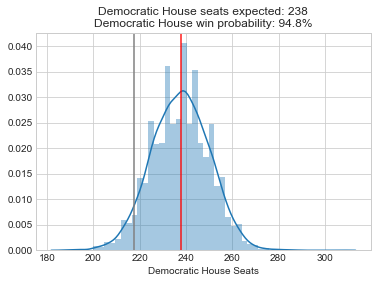 Democratic House seats expected: 238
Democratic House win probability: 94.8%
0.040
0.035
0.030
0.025
0.020
0.015
0.010
0.005
0.000
180 200 220 240 260 280 300
Democratic House Seats